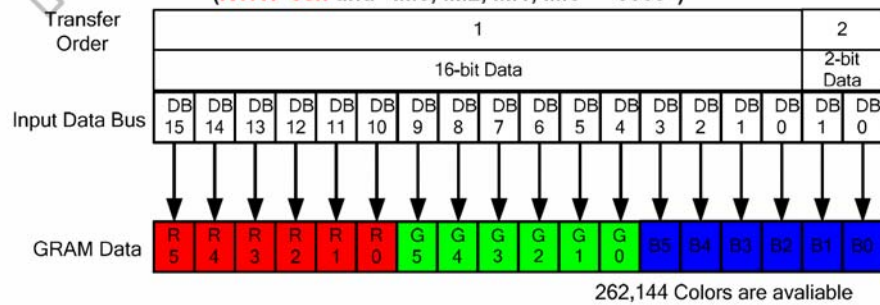 Transfer Order 1 2
16-bit Data 2-bit Data
Input Data Bus DB 15 DB 14 DB 13 DB 12 DB 11 DB 10 DB 9 DB 8 DB 7 DB 6 DB 5 DB 4 DB 3 DB 2 DB 1 DB 0 DB 1 DB 0
GRAM Data R 5 R 4 R 3 R 2 R 1 R 0 G 5 G 4 G 3 G 2 G 1 G 0 B5 B4 B3 B2 B1 B0
262,144 Colors are avaliable